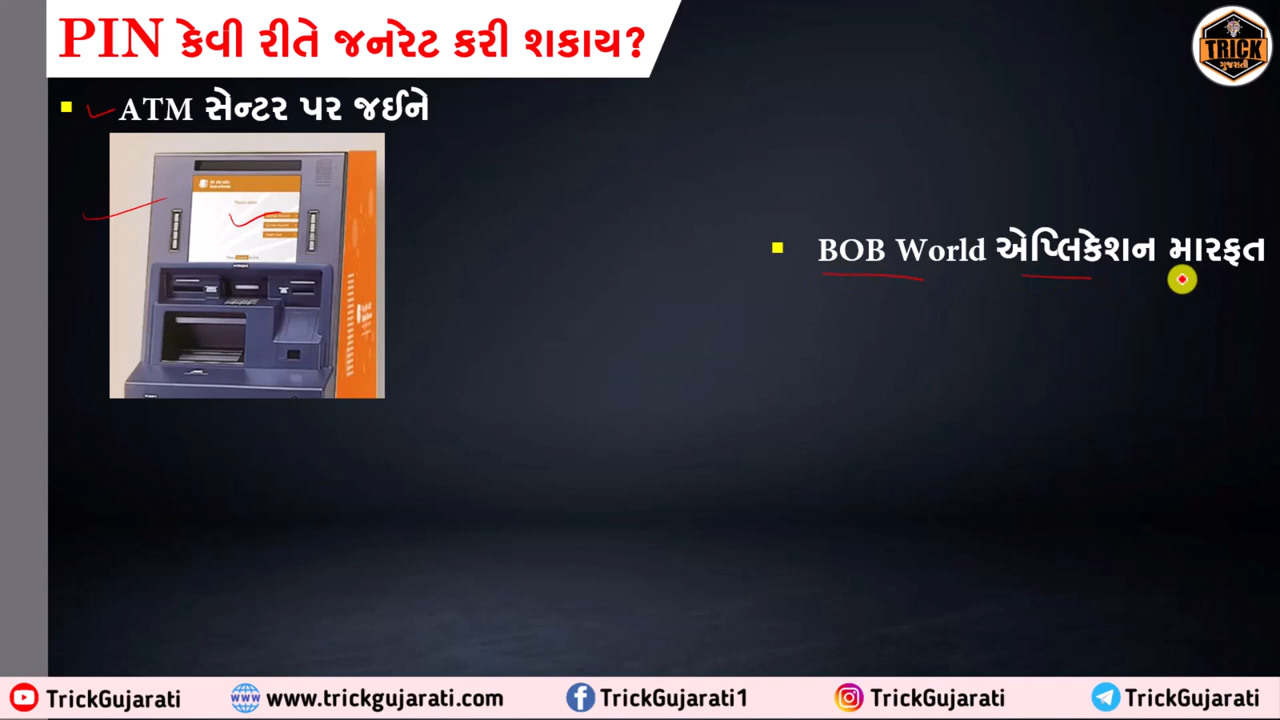 PIN કેવી રીતે જનરેટ કરી શકાય?
TRICK
ગુજરાતી
ATM સેન્ટર પર જઈને
BOB World એપ્લિકેશન મારફત
TrickGujarati
www.trickgujarati.com
TrickGujarati1
TrickGujarati
TrickGujarati